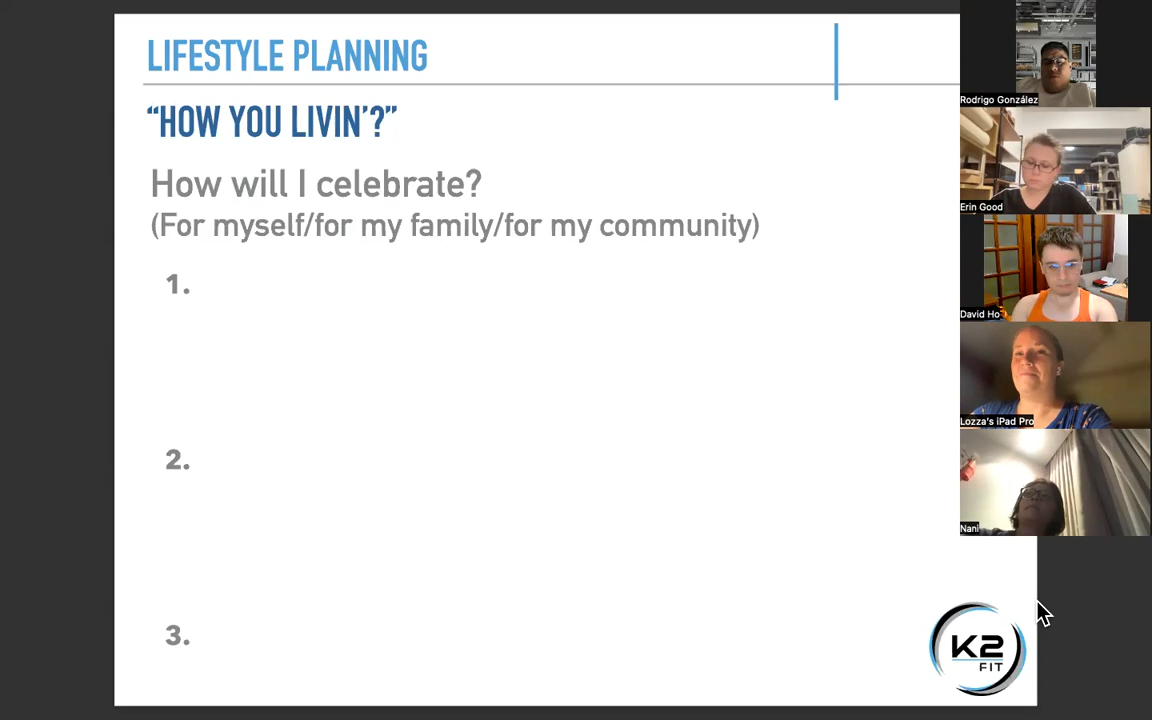 LIFESTYLE PLANNING
“HOW YOU LIVIN’?”
How will I celebrate?
(For myself/for my family/for my community)
1.
2.
3.
K2
FIT
Rodrigo González
Erin Good
David Ho
Lozza's iPad Pro
Nani